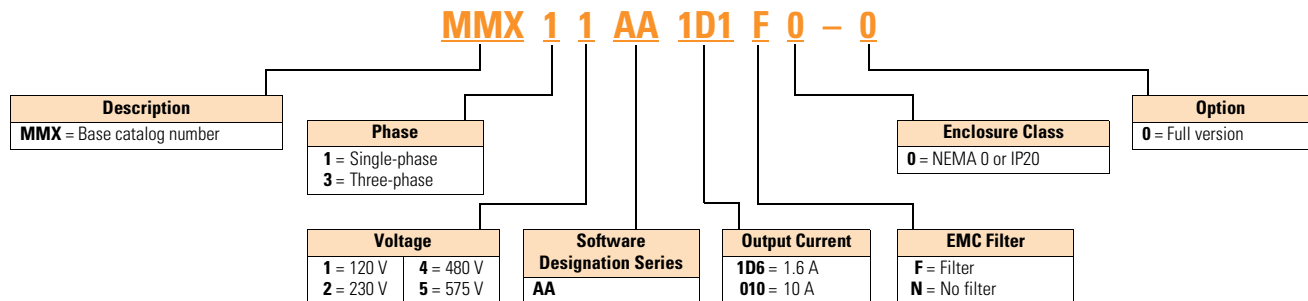 MMX 1 1 AA 1D1 F 0 – 0
Description
MMX = Base catalog number
Phase
1 = Single-phase
3 = Three-phase
Enclosure Class
0 = NEMA 0 or IP20
Option
0 = Full version
Voltage
1 = 120 V
2 = 230 V
4 = 480 V
5 = 575 V
Software
Designation Series
AA
Output Current
1D6 = 1.6 A
010 = 10 A
EMC Filter
F = Filter
N = No filter